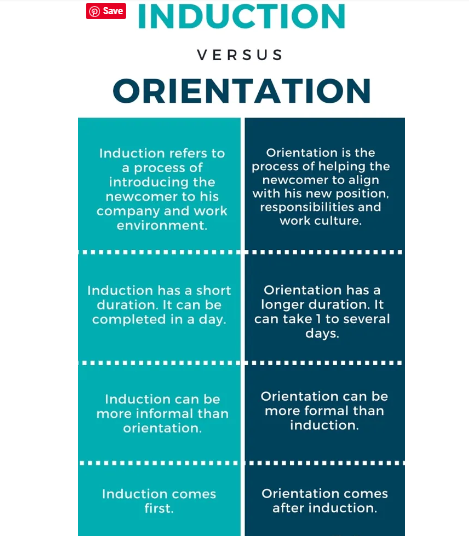 Save
INDUCTION
VERSUS
ORIENTATION
Induction refers to
a process of
introducing the
newcomer to his
company and work
environment.
Orientation is the
process of helping the
newcomer to align
with his new position,
responsibilities and
work culture.
Induction has a short
duration. It can be
completed in a day.
Orientation has a
longer duration. It
can take 1 to several
days.
Induction can be
more informal than
orientation.
Orientation can be
more formal than
induction.
Induction comes
first.
Orientation comes
after induction.